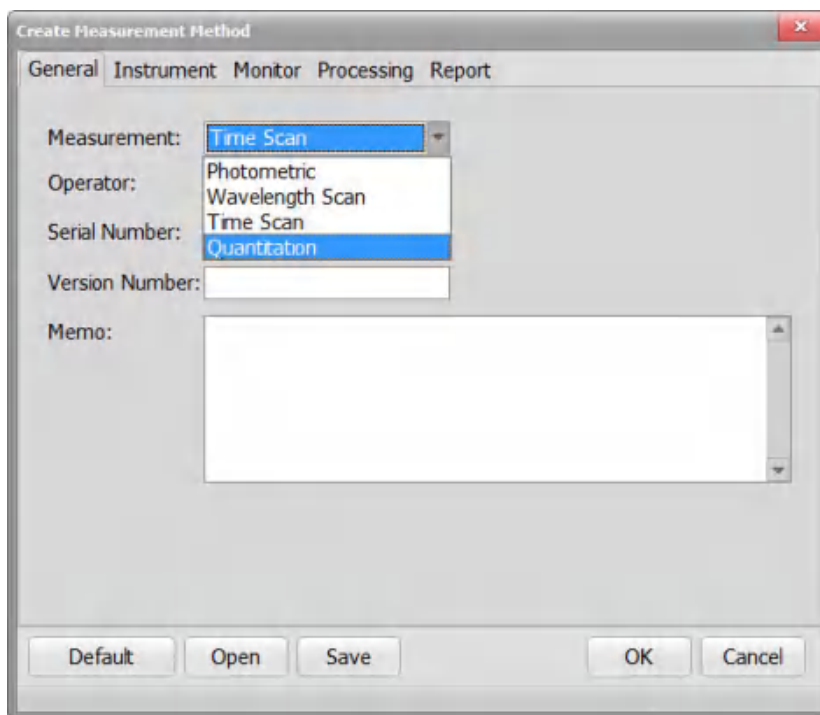 Create Measurement Method
General Instrument Monitor Processing Report
Measurement: Time Scan
Photometric
Operator:
Wavelength Scan
Time Scan
Serial Number:
Quantitation
Version Number:
Memo:
Default Open Save OK Cancel